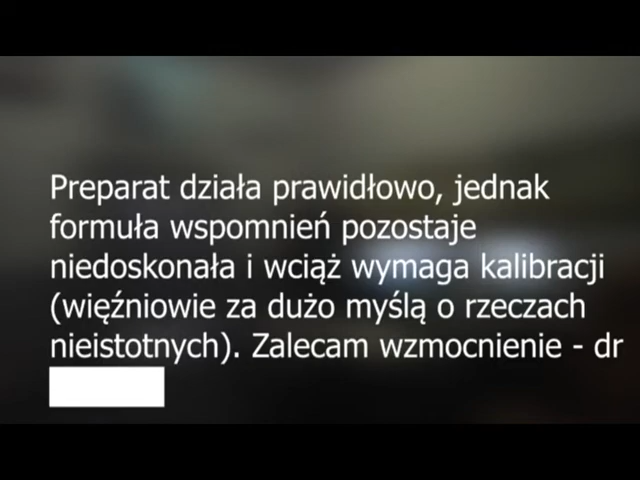 Preparat działa prawidłowo, jednak
formuła wspomnień pozostaje
niedoskonała i wciąż wymaga kalibracji
(więźniowie za dużo myślą o rzeczach
nieistotnych). Zalecam wzmocnienie - dr